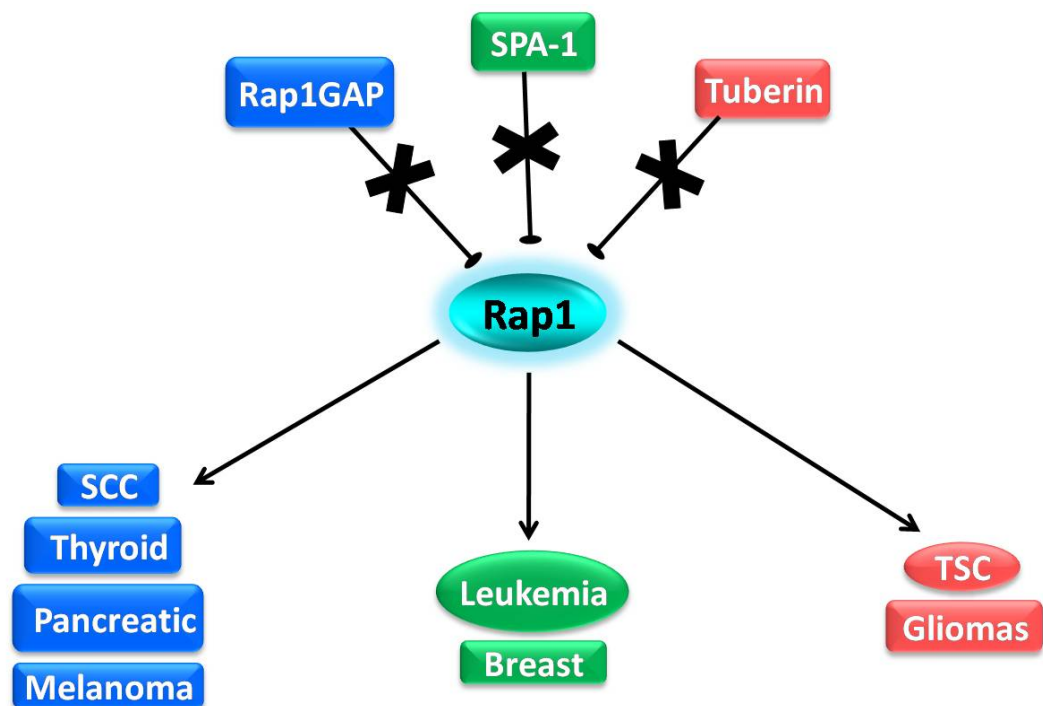 SPA-1
Rap1GAP
Tuberin
Rap1
SCC
Thyroid
Pancreatic
Melanoma
Leukemia
Breast
TSC
Gliomas